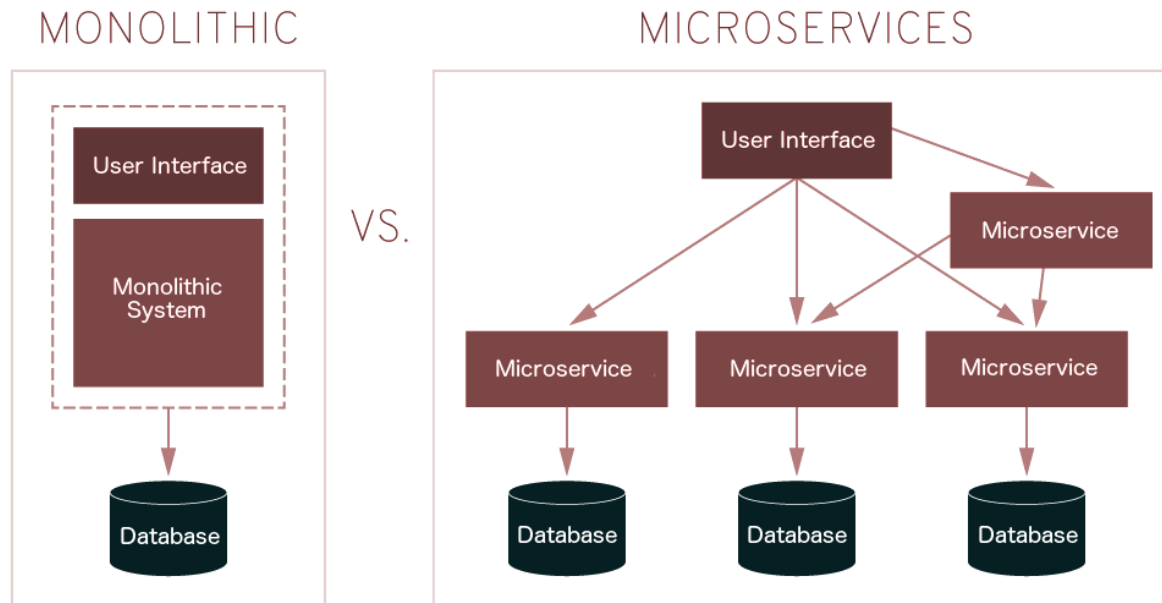 MONOLITHIC
MICROSERVICES
User Interface
Monolithic
System
Database
VS.
User Interface
Microservice
Microservice
Microservice
Microservice
Database
Database
Database